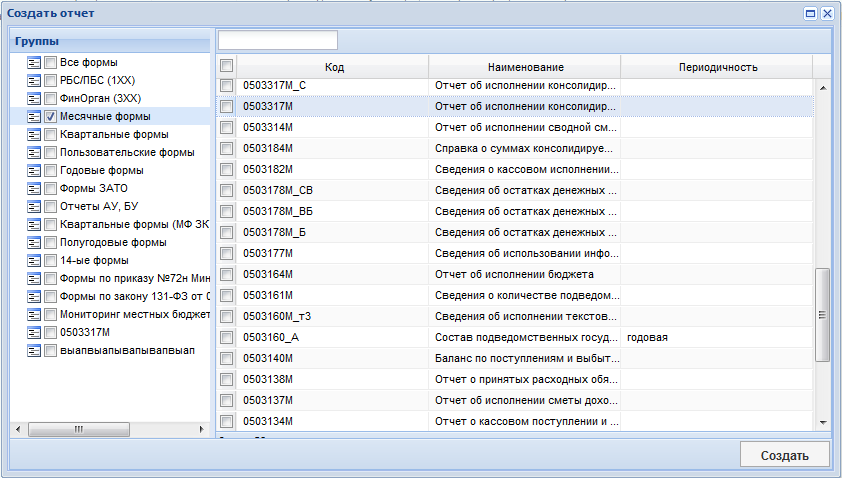 Создать отчет
Группы
Все формы
РБС/ПБС (1XX)
ФинОрган (3XX)
Месячные формы
Квартальные формы
Пользовательские формы
Годовые формы
Формы ЗАТО
Отчеты АУ, БУ
Квартальные формы (МФ ЗК
Полугодовые формы
14-ые формы
Формы по приказу №72н Мин
Формы по закону 131-ФЗ от 0
Мониторинг местных бюджет
0503317М
выапвыапывапывапвыап
Код Наименование Периодичность
0503317М_С Отчет об исполнении консолидир...
0503317М Отчет об исполнении консолидир...
0503314М Отчет об исполнении сводной см...
0503184М Справка о суммах консолидируе...
0503182М Сведения о кассовом исполнении...
0503178М_СВ Сведения об остатках денежных ...
0503178М_ВБ Сведения об остатках денежных ...
0503178М_Б Сведения об остатках денежных ...
0503177М Сведения об использовании инфо...
0503164М Отчет об исполнении бюджета
0503161М Сведения о количестве подведом...
0503160М_т3 Сведения об исполнении текстов...
0503160_А Состав подведомственных госуд... годовая
0503140М Баланс по поступлениям и выбыт...
0503138М Отчет о принятых расходных обя...
0503137М Отчет об исполнении сметы дохо...
0503134М Отчет о кассовом поступлении и ...
Создать